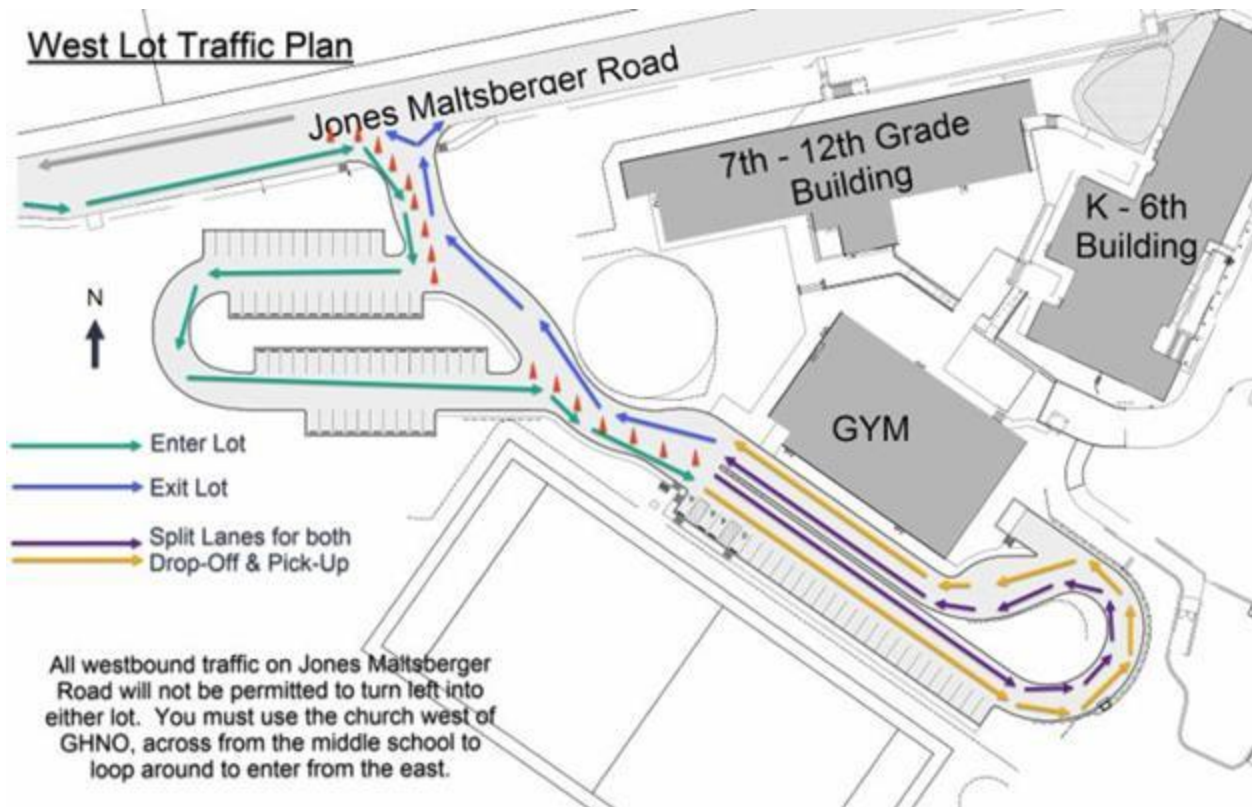 West Lot Traffic Plan
Jones Maltsberger Road
7th - 12th Grade
Building
K - 6th
Building
N
GYM
Enter Lot
Exit Lot
Split Lanes for both
Drop-Off & Pick-Up
All westbound traffic on Jones Maltsberger
Road will not be permitted to turn left into
either lot. You must use the church west of
GHNO, across from the middle school to
loop around to enter from the east.